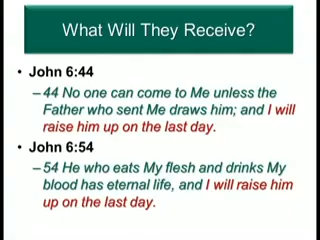 What Will They Receive?
• John 6:44
– 44 No one can come to Me unless the
Father who sent Me draws him; and I will
raise him up on the last day.
• John 6:54
– 54 He who eats My flesh and drinks My
blood has eternal life, and I will raise him
up on the last day.